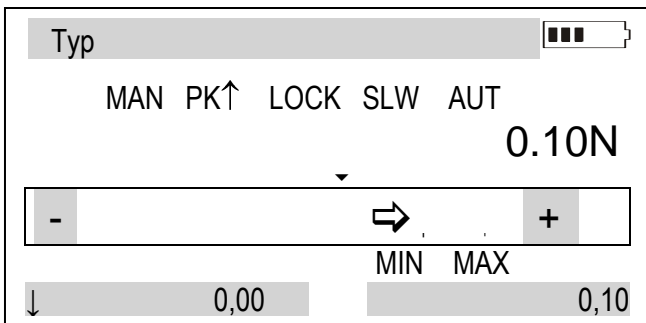 Typ
MAN PK↑ LOCK SLW AUT
0.10N
- +
MIN MAX
↓ 0,00 0,10